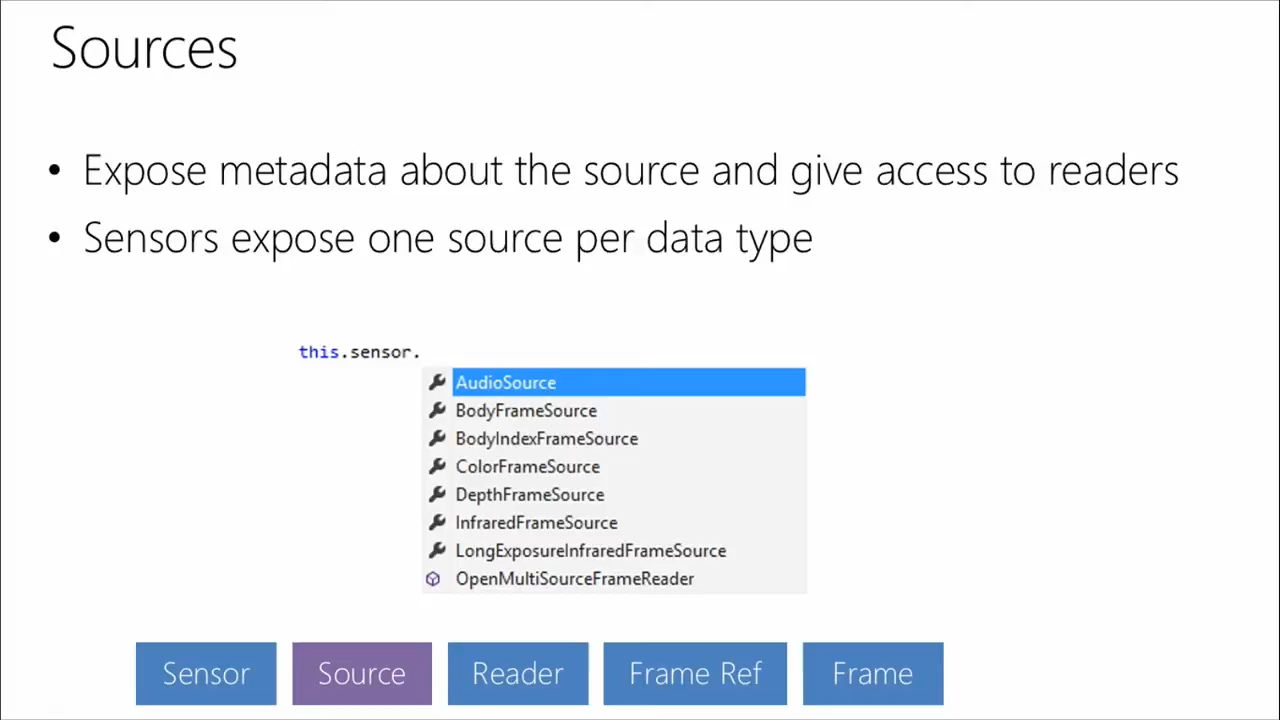 Sources
• Expose metadata about the source and give access to readers
• Sensors expose one source per data type
this.sensor.
AudioSource
BodyFrameSource
BodyIndexFrameSource
ColorFrameSource
DepthFrameSource
InfraredFrameSource
LongExposureInfraredFrameSource
OpenMultiSourceFrameReader
Sensor Source Reader Frame Ref Frame